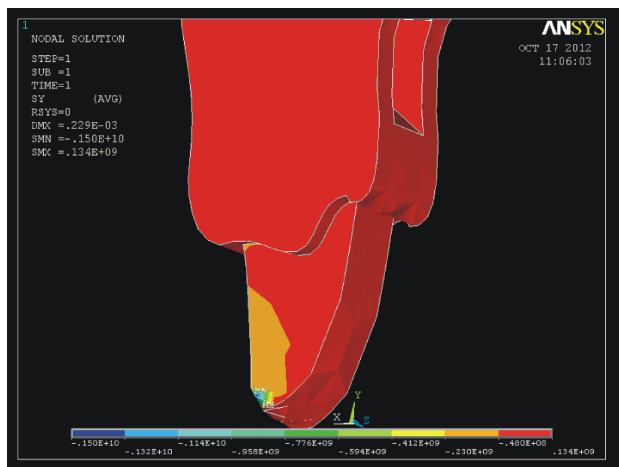 1
NODAL SOLUTION
STEP=1
SUB =1
TIME=1
SY (AVG)
RSYS=0
DMX =.229E-03
SMN =-.150E+10
SMX =.134E+09
ANSYS
OCT 17 2012
11:06:03
MX
Y
X
Z
-.150E+10 -.114E+10 -.776E+09 -.412E+09 -.480E+08
-.132E+10 -.958E+09 -.594E+09 -.230E+09 .134E+09